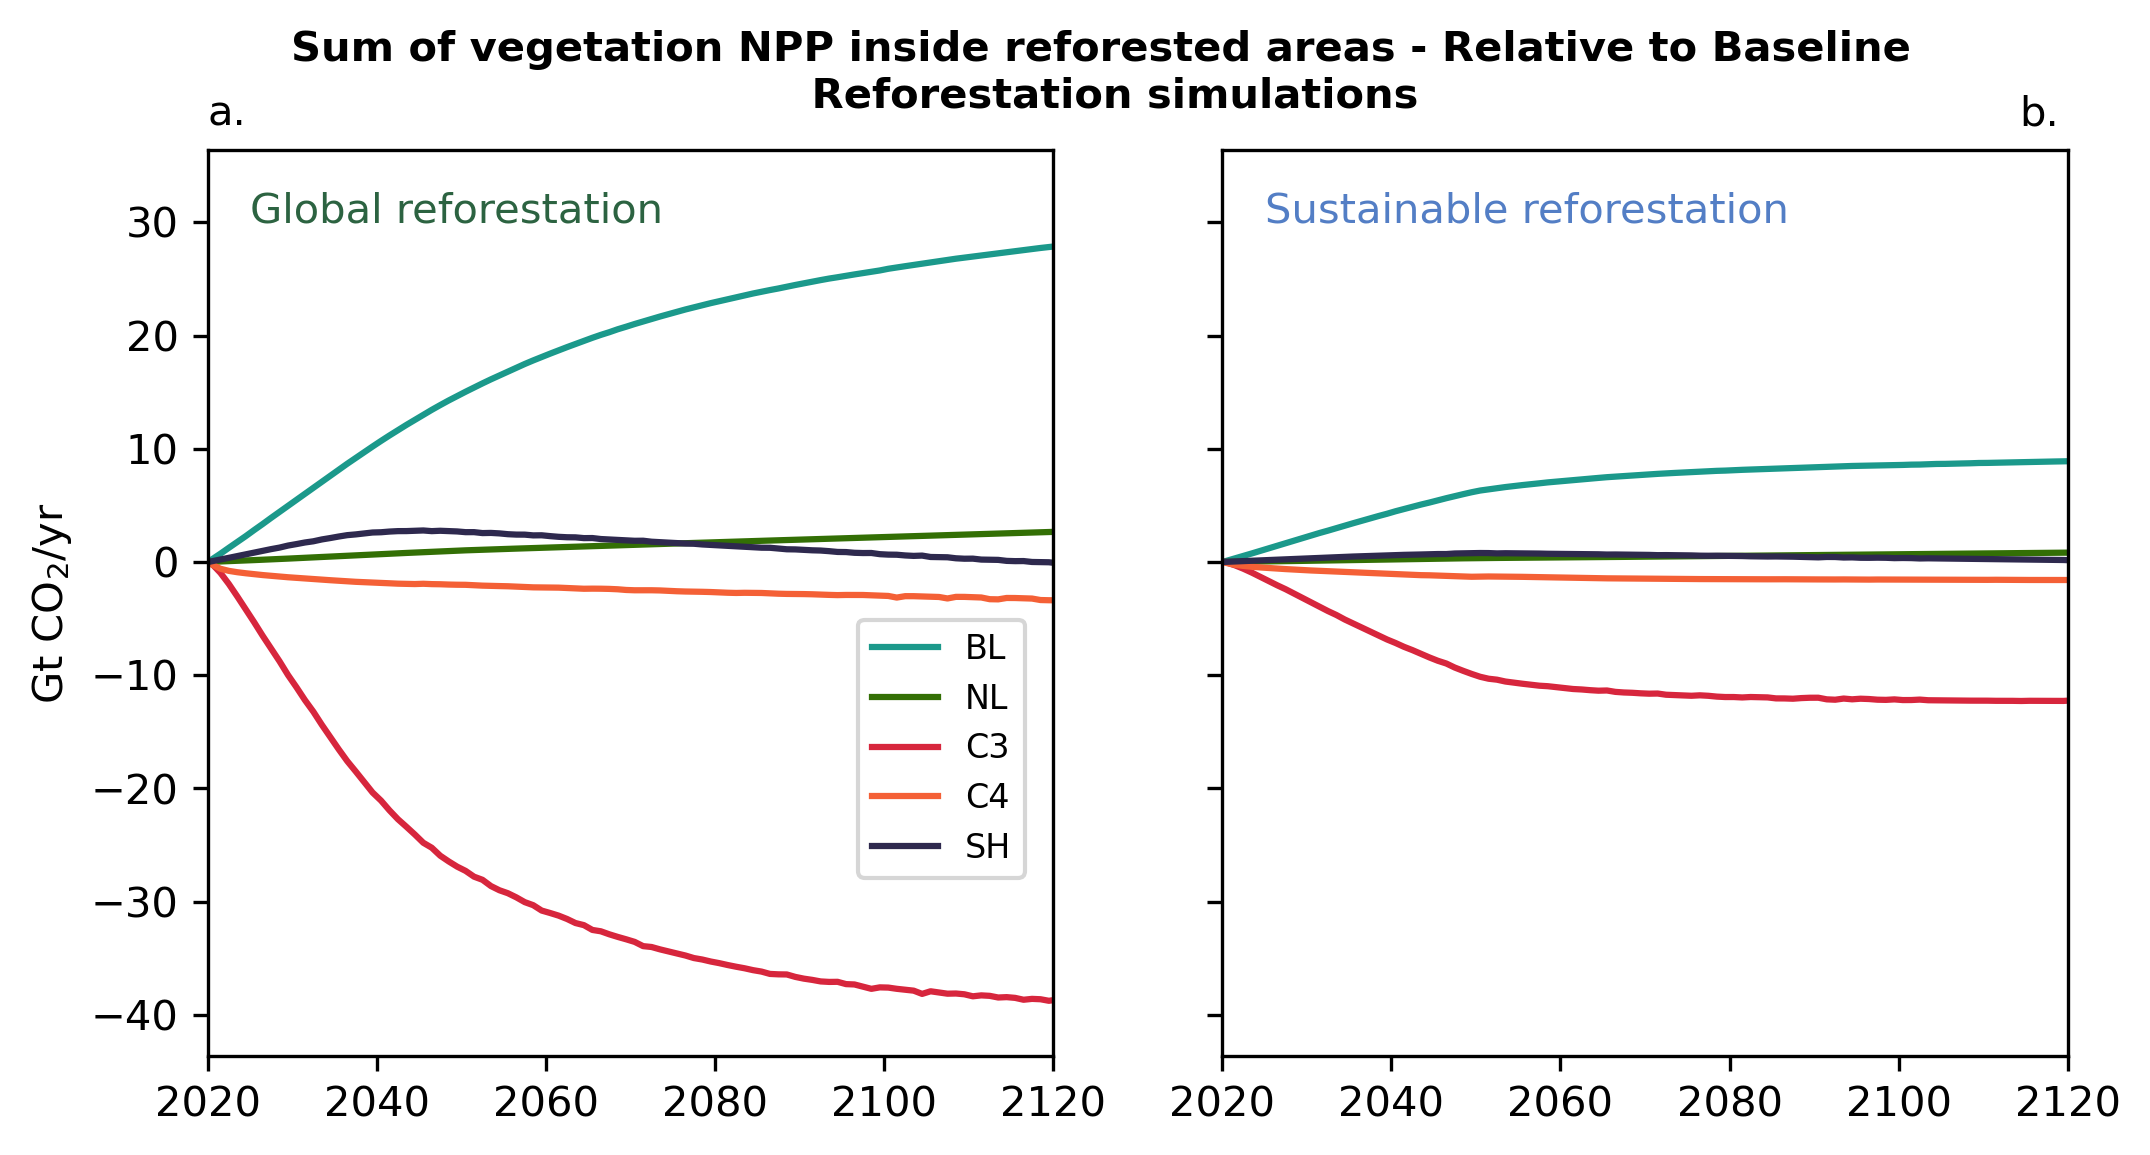 Sum of vegetation NPP inside reforested areas - Relative to Baseline
Reforestation simulations
a.
b.
Global reforestation
Sustainable reforestation
Gt CO₂/yr
30
20
10
0
−10
−20
−30
−40
BL
NL
C3
C4
SH
2020 2040 2060 2080 2100 2120
2020 2040 2060 2080 2100 2120